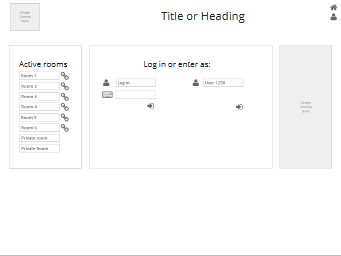 Image
Coming
Soon
Title or Heading
Active rooms
Room 1
Room 2
Room 3
Room 4
Room 5
Room 6
Private room
Private Room
Log in or enter as:
Log in
User 1256
Image
Coming
Soon